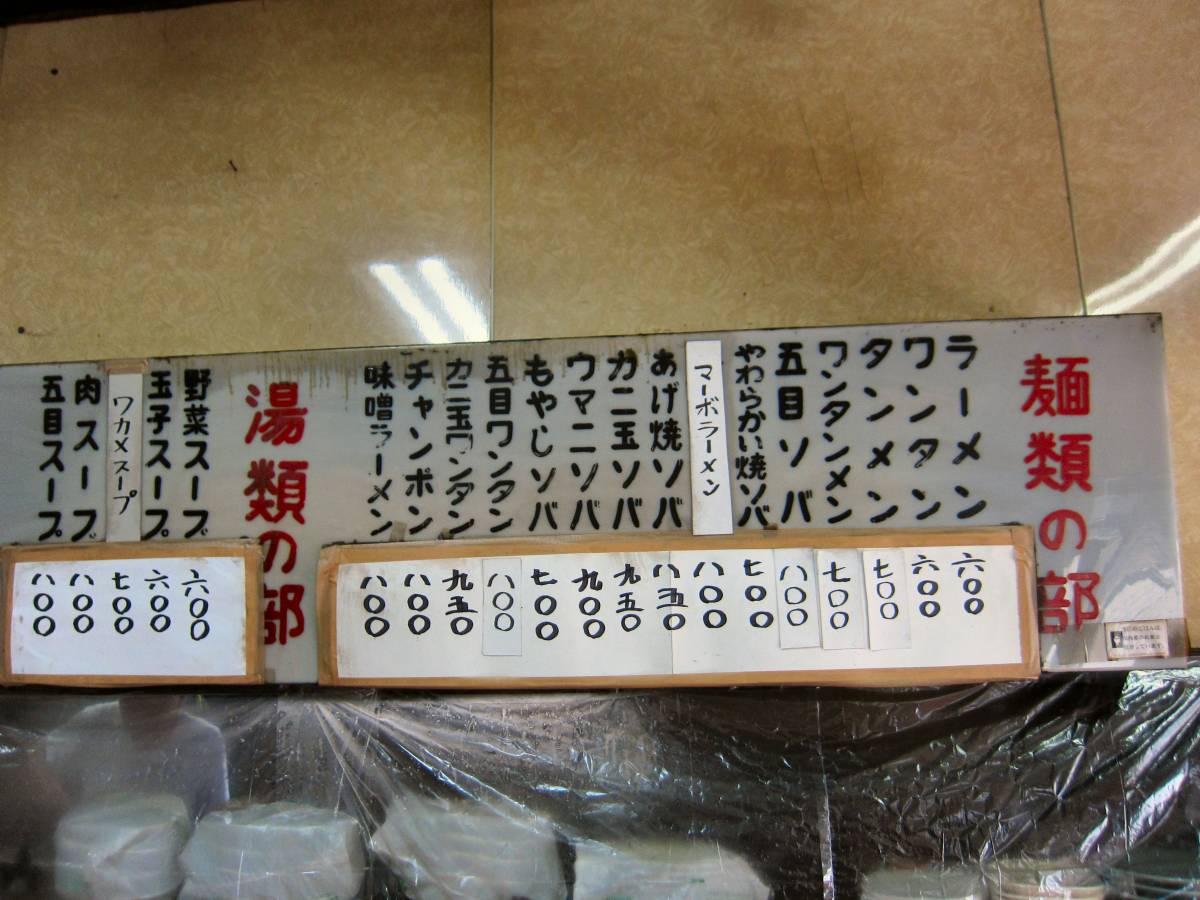 麺類の部
ラーメン
六〇〇
ワンタン
六〇〇
タンメン
七〇〇
ワンタンメン
七〇〇
五目ソバ
八〇〇
やわらかい焼ソバ
七〇〇
マーボラーメン
八〇〇
あげ焼ソバ
八五〇
カニ玉ソバ
九五〇
ウマニソバ
九〇〇
もやしソバ
七〇〇
五目ワンタン
八〇〇
カニ玉ワンタン
九五〇
チャンポン
八〇〇
味噌ラーメン
八〇〇
湯類の部
野菜スープ
六〇〇
玉子スープ
六〇〇
ワカメスープ
七〇〇
肉スープ
八〇〇
五目スープ
八〇〇